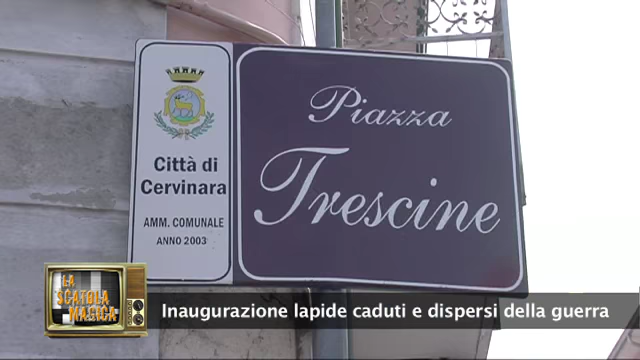 Piazza
Trescine
Città di
Cervinara
AMM. COMUNALE
ANNO 2003
LA
SCATOLA
MAGICA
Inaugurazione lapide caduti e dispersi della guerra